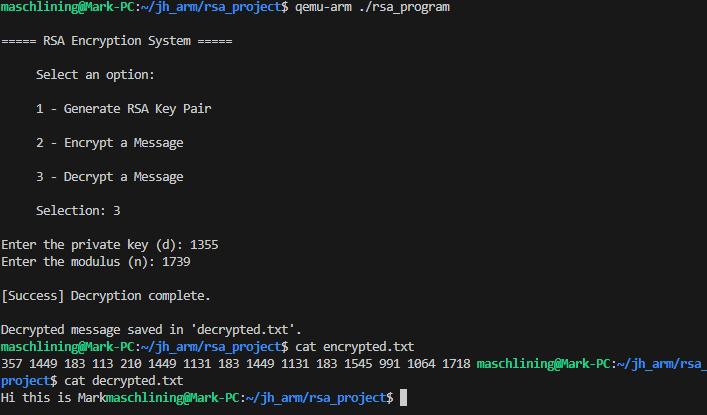 maschlining@Mark-PC:~/jh_arm/rsa_project$ qemu-arm ./rsa_program
===== RSA Encryption System =====
Select an option:
1 - Generate RSA Key Pair
2 - Encrypt a Message
3 - Decrypt a Message
Selection: 3
Enter the private key (d): 1355
Enter the modulus (n): 1739
[Success] Decryption complete.
Decrypted message saved in 'decrypted.txt'.
maschlining@Mark-PC:~/jh_arm/rsa_project$ cat encrypted.txt
357 1449 183 113 210 1449 1131 183 1449 1131 183 1545 991 1064 1718 maschlining@Mark-PC:~/jh_arm/rsa_
project$ cat decrypted.txt
Hi this is Markmaschlining@Mark-PC:~/jh_arm/rsa_project$